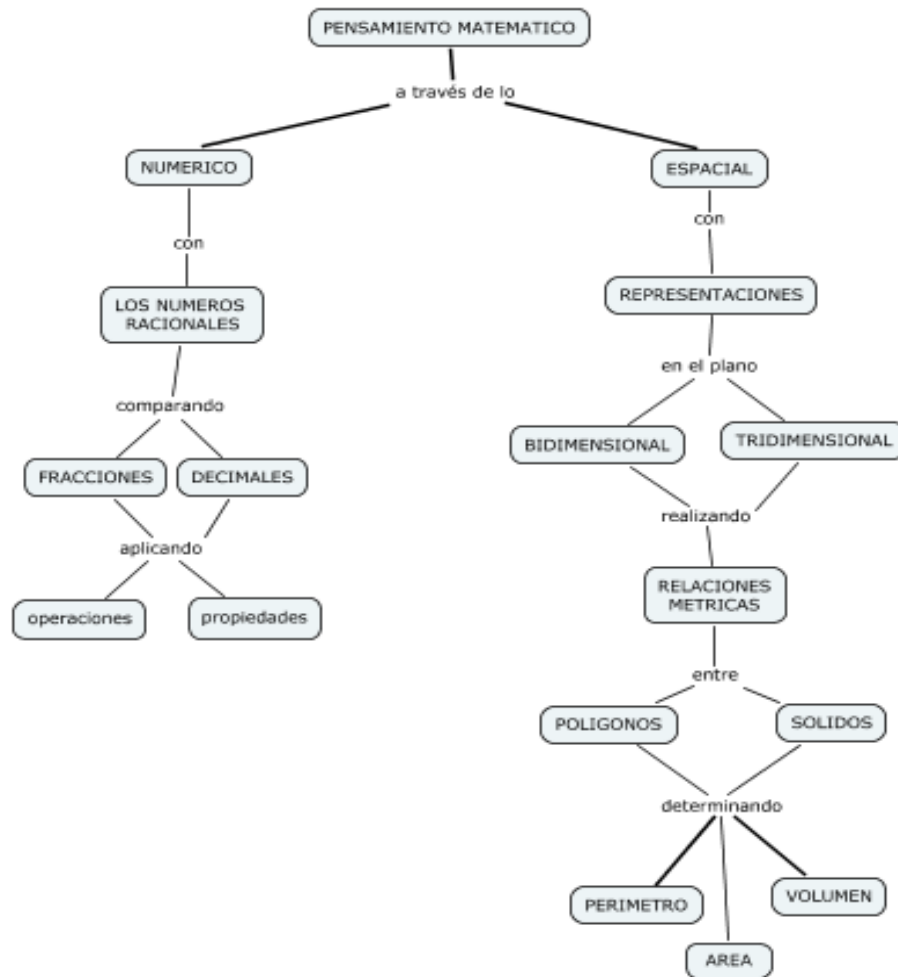 PENSAMIENTO MATEMATICO
a través de lo
NUMERICO
ESPACIAL
con
con
LOS NUMEROS
RACIONALES
REPRESENTACIONES
en el plano
comparando
BIDIMENSIONAL
TRIDIMENSIONAL
FRACCIONES
DECIMALES
realizando
aplicando
RELACIONES
METRICAS
operaciones
propiedades
entre
POLIGONOS
SOLIDOS
determinando
PERIMETRO
VOLUMEN
AREA